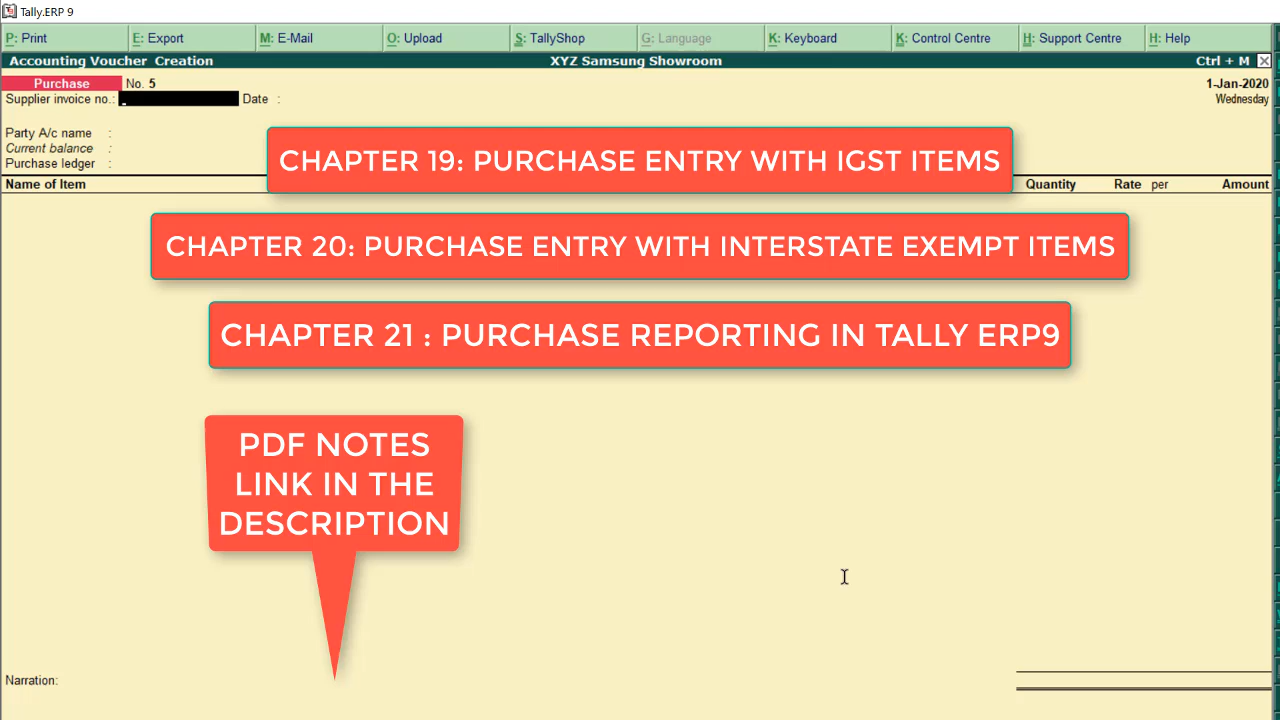 Tally.ERP 9
P: Print E: Export M: E-Mail O: Upload S: TallyShop G: Language K: Keyboard K: Control Centre H: Support Centre H: Help
Accounting Voucher Creation XYZ Samsung Showroom Ctrl + M
Purchase No. 5 1-Jan-2020
Supplier invoice no.: Date : Wednesday
Party A/c name :
Current balance :
Purchase ledger :
CHAPTER 19: PURCHASE ENTRY WITH IGST ITEMS
Name of Item Quantity Rate per Amount
CHAPTER 20: PURCHASE ENTRY WITH INTERSTATE EXEMPT ITEMS
CHAPTER 21 : PURCHASE REPORTING IN TALLY ERP9
PDF NOTES
LINK IN THE
DESCRIPTION
Narration: